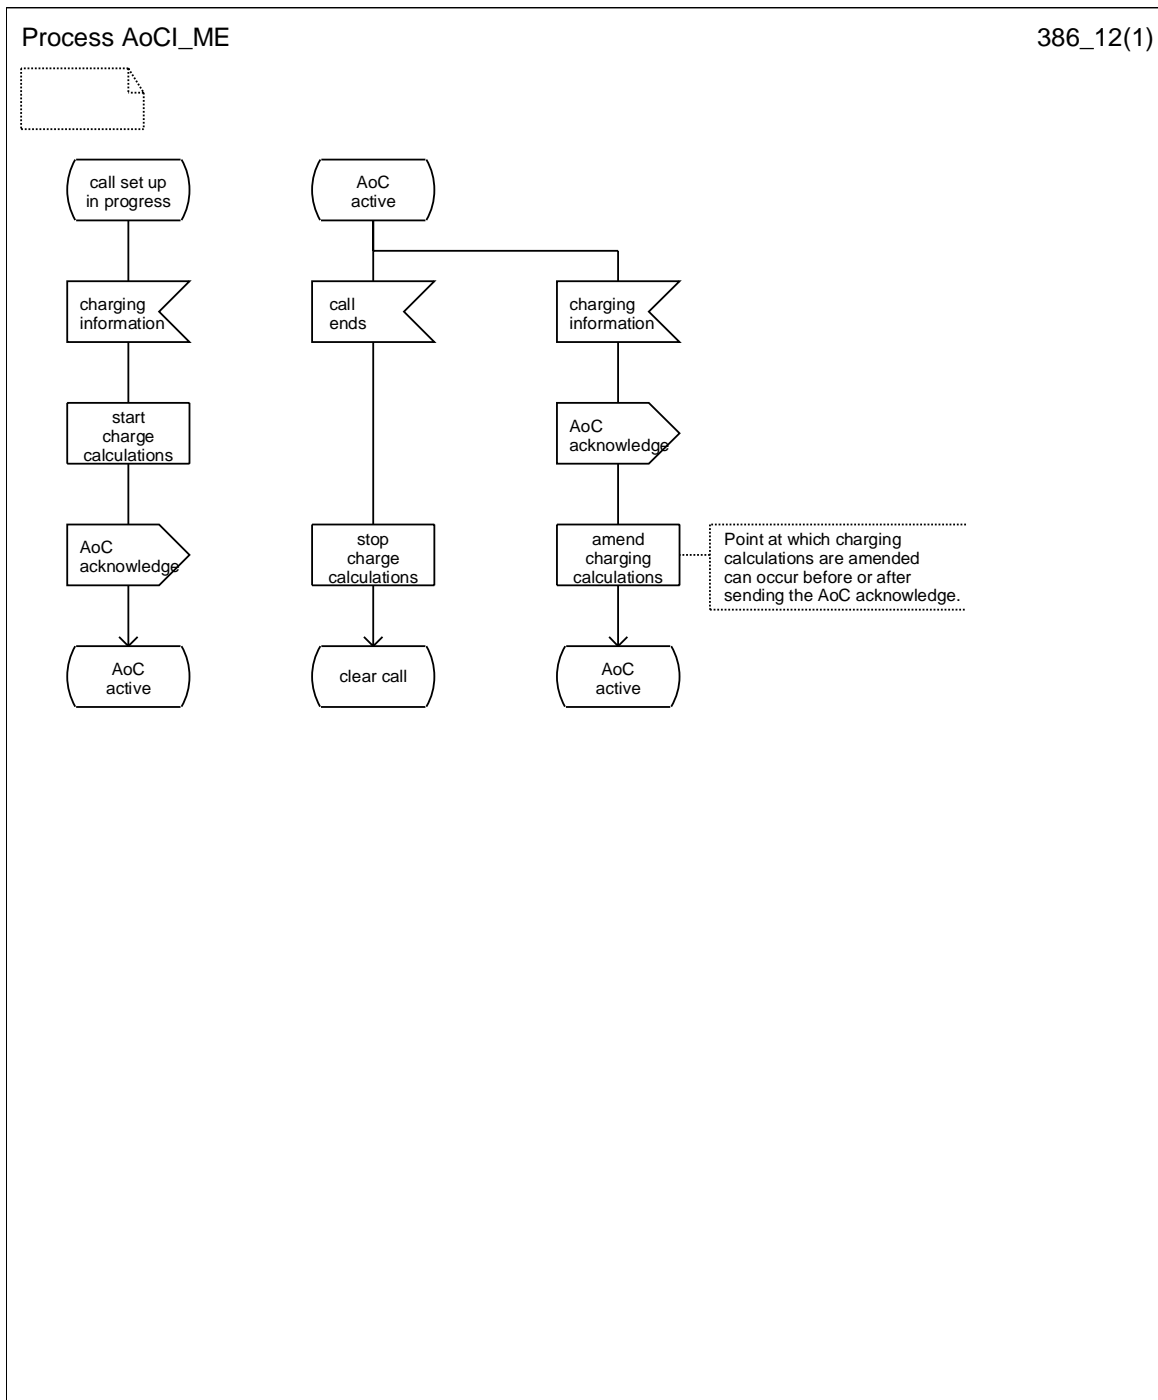 Process AoCI_ME
386_12(1)
call set up
in progress
AoC
active
charging
information
call
ends
charging
information
start
charge
calculations
AoC
acknowledge
AoC
acknowledge
stop
charge
calculations
amend
charging
calculations
Point at which charging
calculations are amended
can occur before or after
sending the AoC acknowledge.
AoC
active
clear call
AoC
active